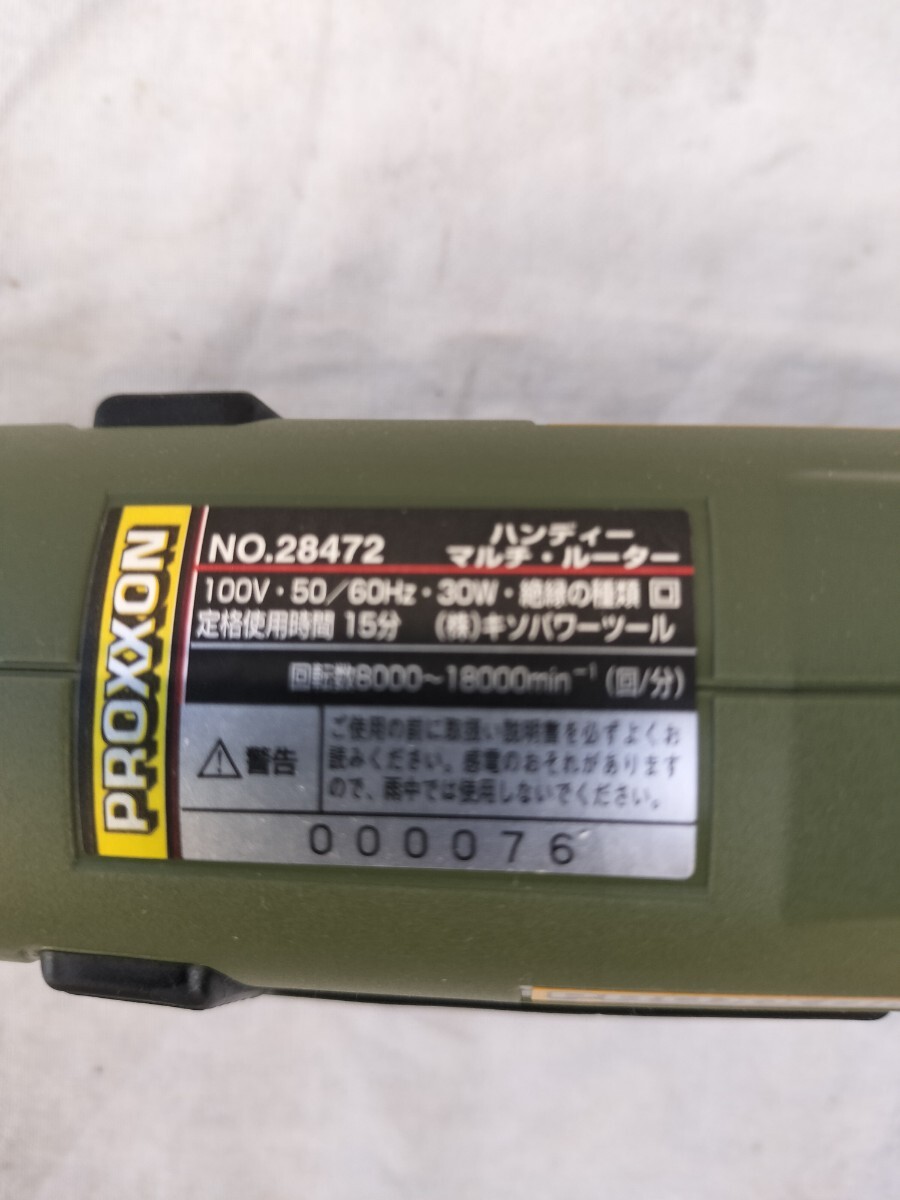 PROXXON
NO.28472
ハンディー
マルチ・ルーター
100V・50/60Hz・30W・絶縁の種類 回
定格使用時間 15分 (株)キソパワーツール
回転数8000~18000min⁻¹ (回/分)
警告
ご使用の前に取扱い説明書を必ずよくお
読みください。感電のおそれがあります
ので、雨中では使用しないでください。
000076